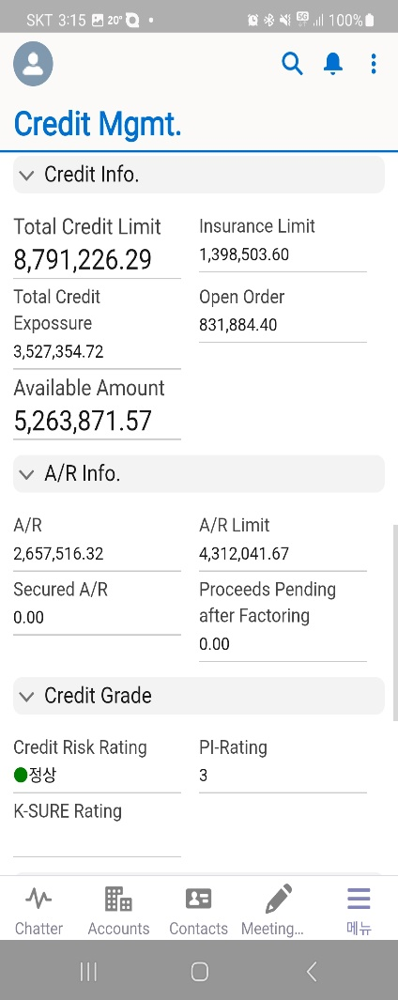 SKT 3:15 20° •
5G 100%
Credit Mgmt.
Credit Info.
Total Credit Limit
8,791,226.29
Insurance Limit
1,398,503.60
Total Credit
Expossure
3,527,354.72
Open Order
831,884.40
Available Amount
5,263,871.57
A/R Info.
A/R
2,657,516.32
A/R Limit
4,312,041.67
Secured A/R
0.00
Proceeds Pending
after Factoring
0.00
Credit Grade
Credit Risk Rating
정상
PI-Rating
3
K-SURE Rating
Chatter
Accounts
Contacts
Meeting...
메뉴